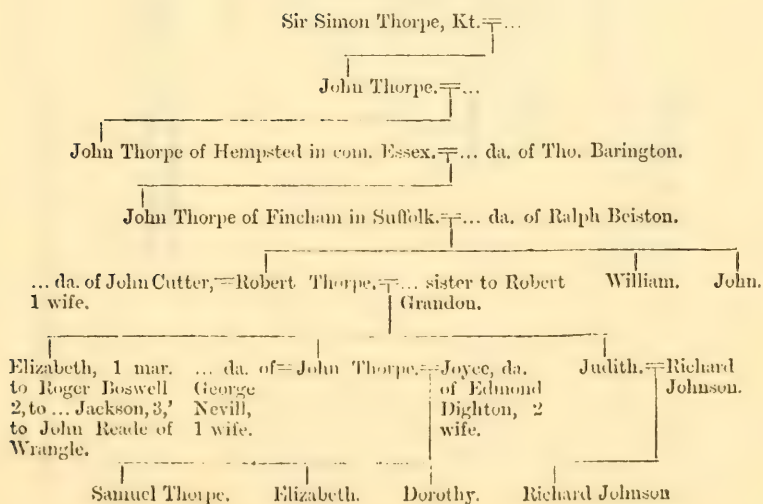 Sir Simon Thorpe, Kt.=...
John Thorpe.=...
John Thorpe of Hempsted in com. Essex.=... da. of Tho. Barington.
John Thorpe of Fincham in Suffolk.=... da. of Ralph Beiston.
... da. of John Cutter,=Robert Thorpe.=... sister to Robert William. John.
1 wife. Grandon.
Elizabeth, 1 mar. ... da. of=John Thorpe.=Joyce, da. Judith.=Richard
to Roger Boswell George of Edmond Johnson.
2, to ... Jackson, 3,' Nevill, Dighton, 2
to John Reade of 1 wife. wife.
Wrangle.
Samuel Thorpe. Elizabeth. Dorothy. Richard Johnson